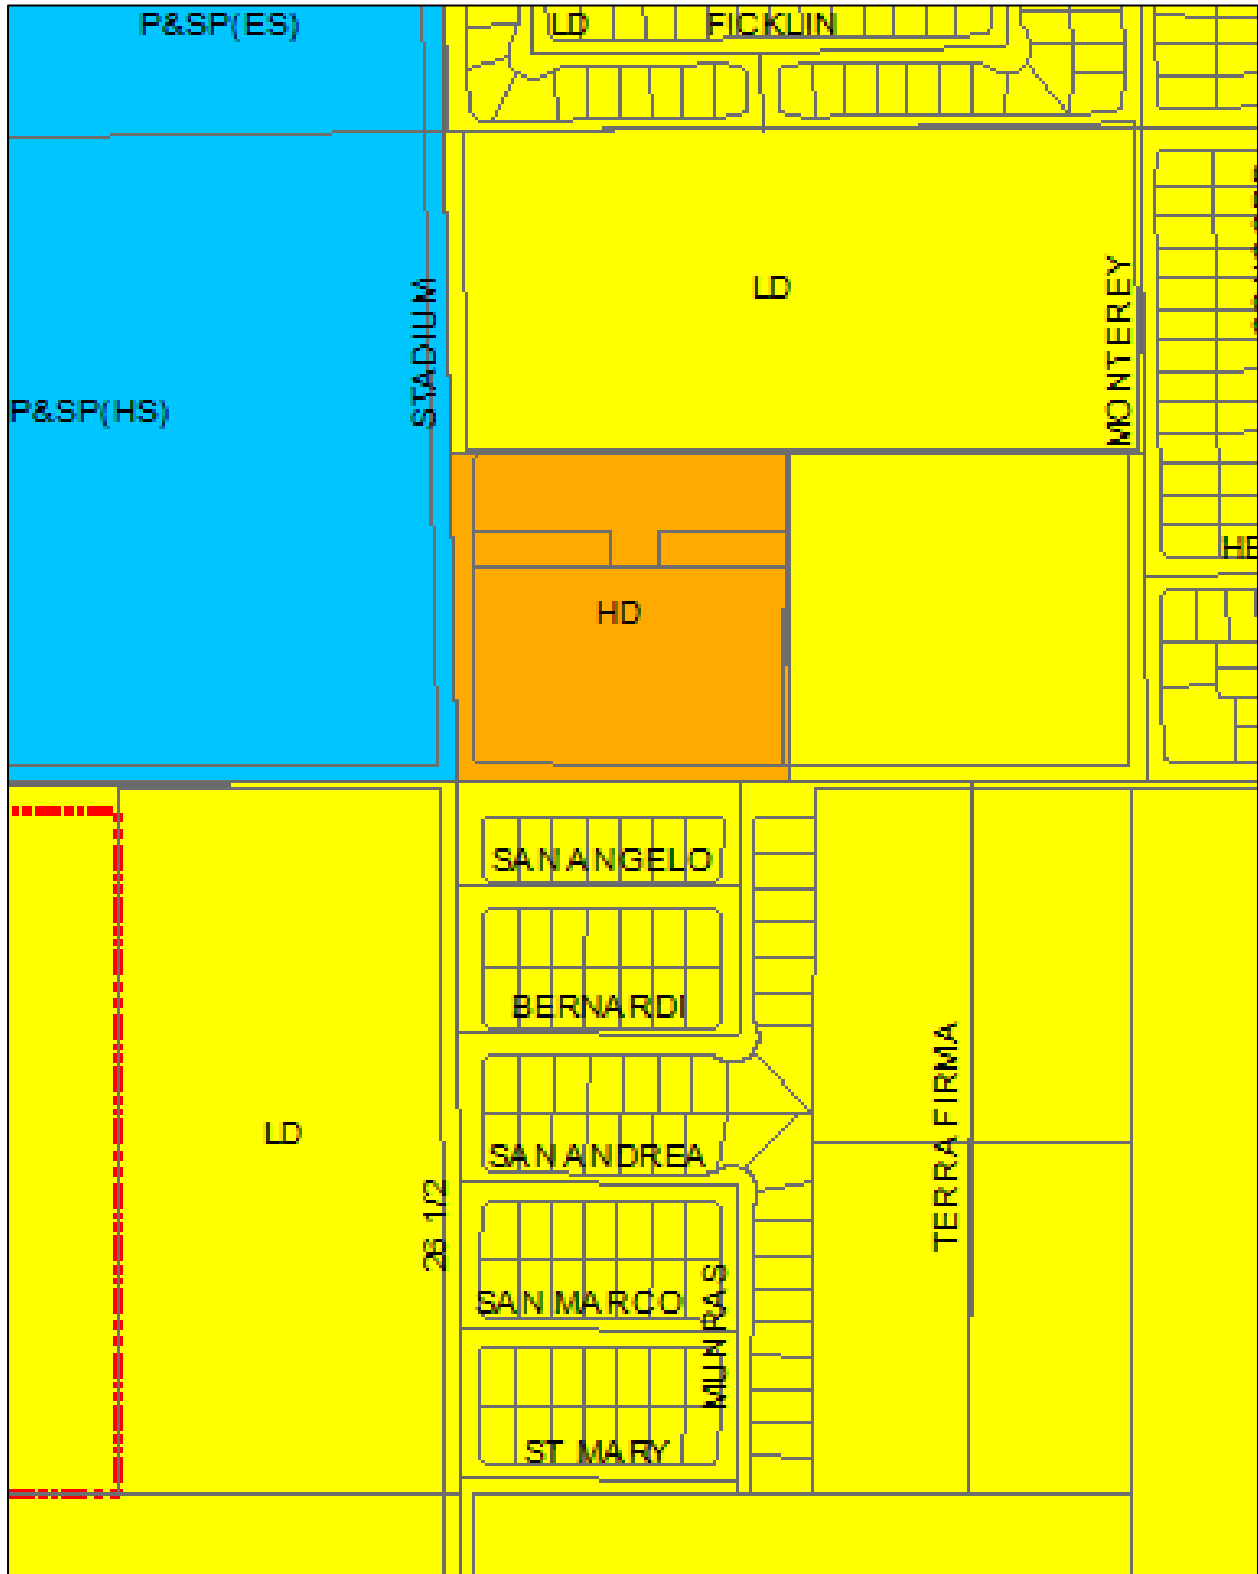 P&SP(ES)
LD
FICKLIN
LD
STADIUM
MONTEREY
P&SP(HS)
HD
SAN ANGELO
BERNARDI
TERRA FIRMA
LD
SAN ANDREA
26 1/2
SAN MARCO
MUNRAS
ST MARY